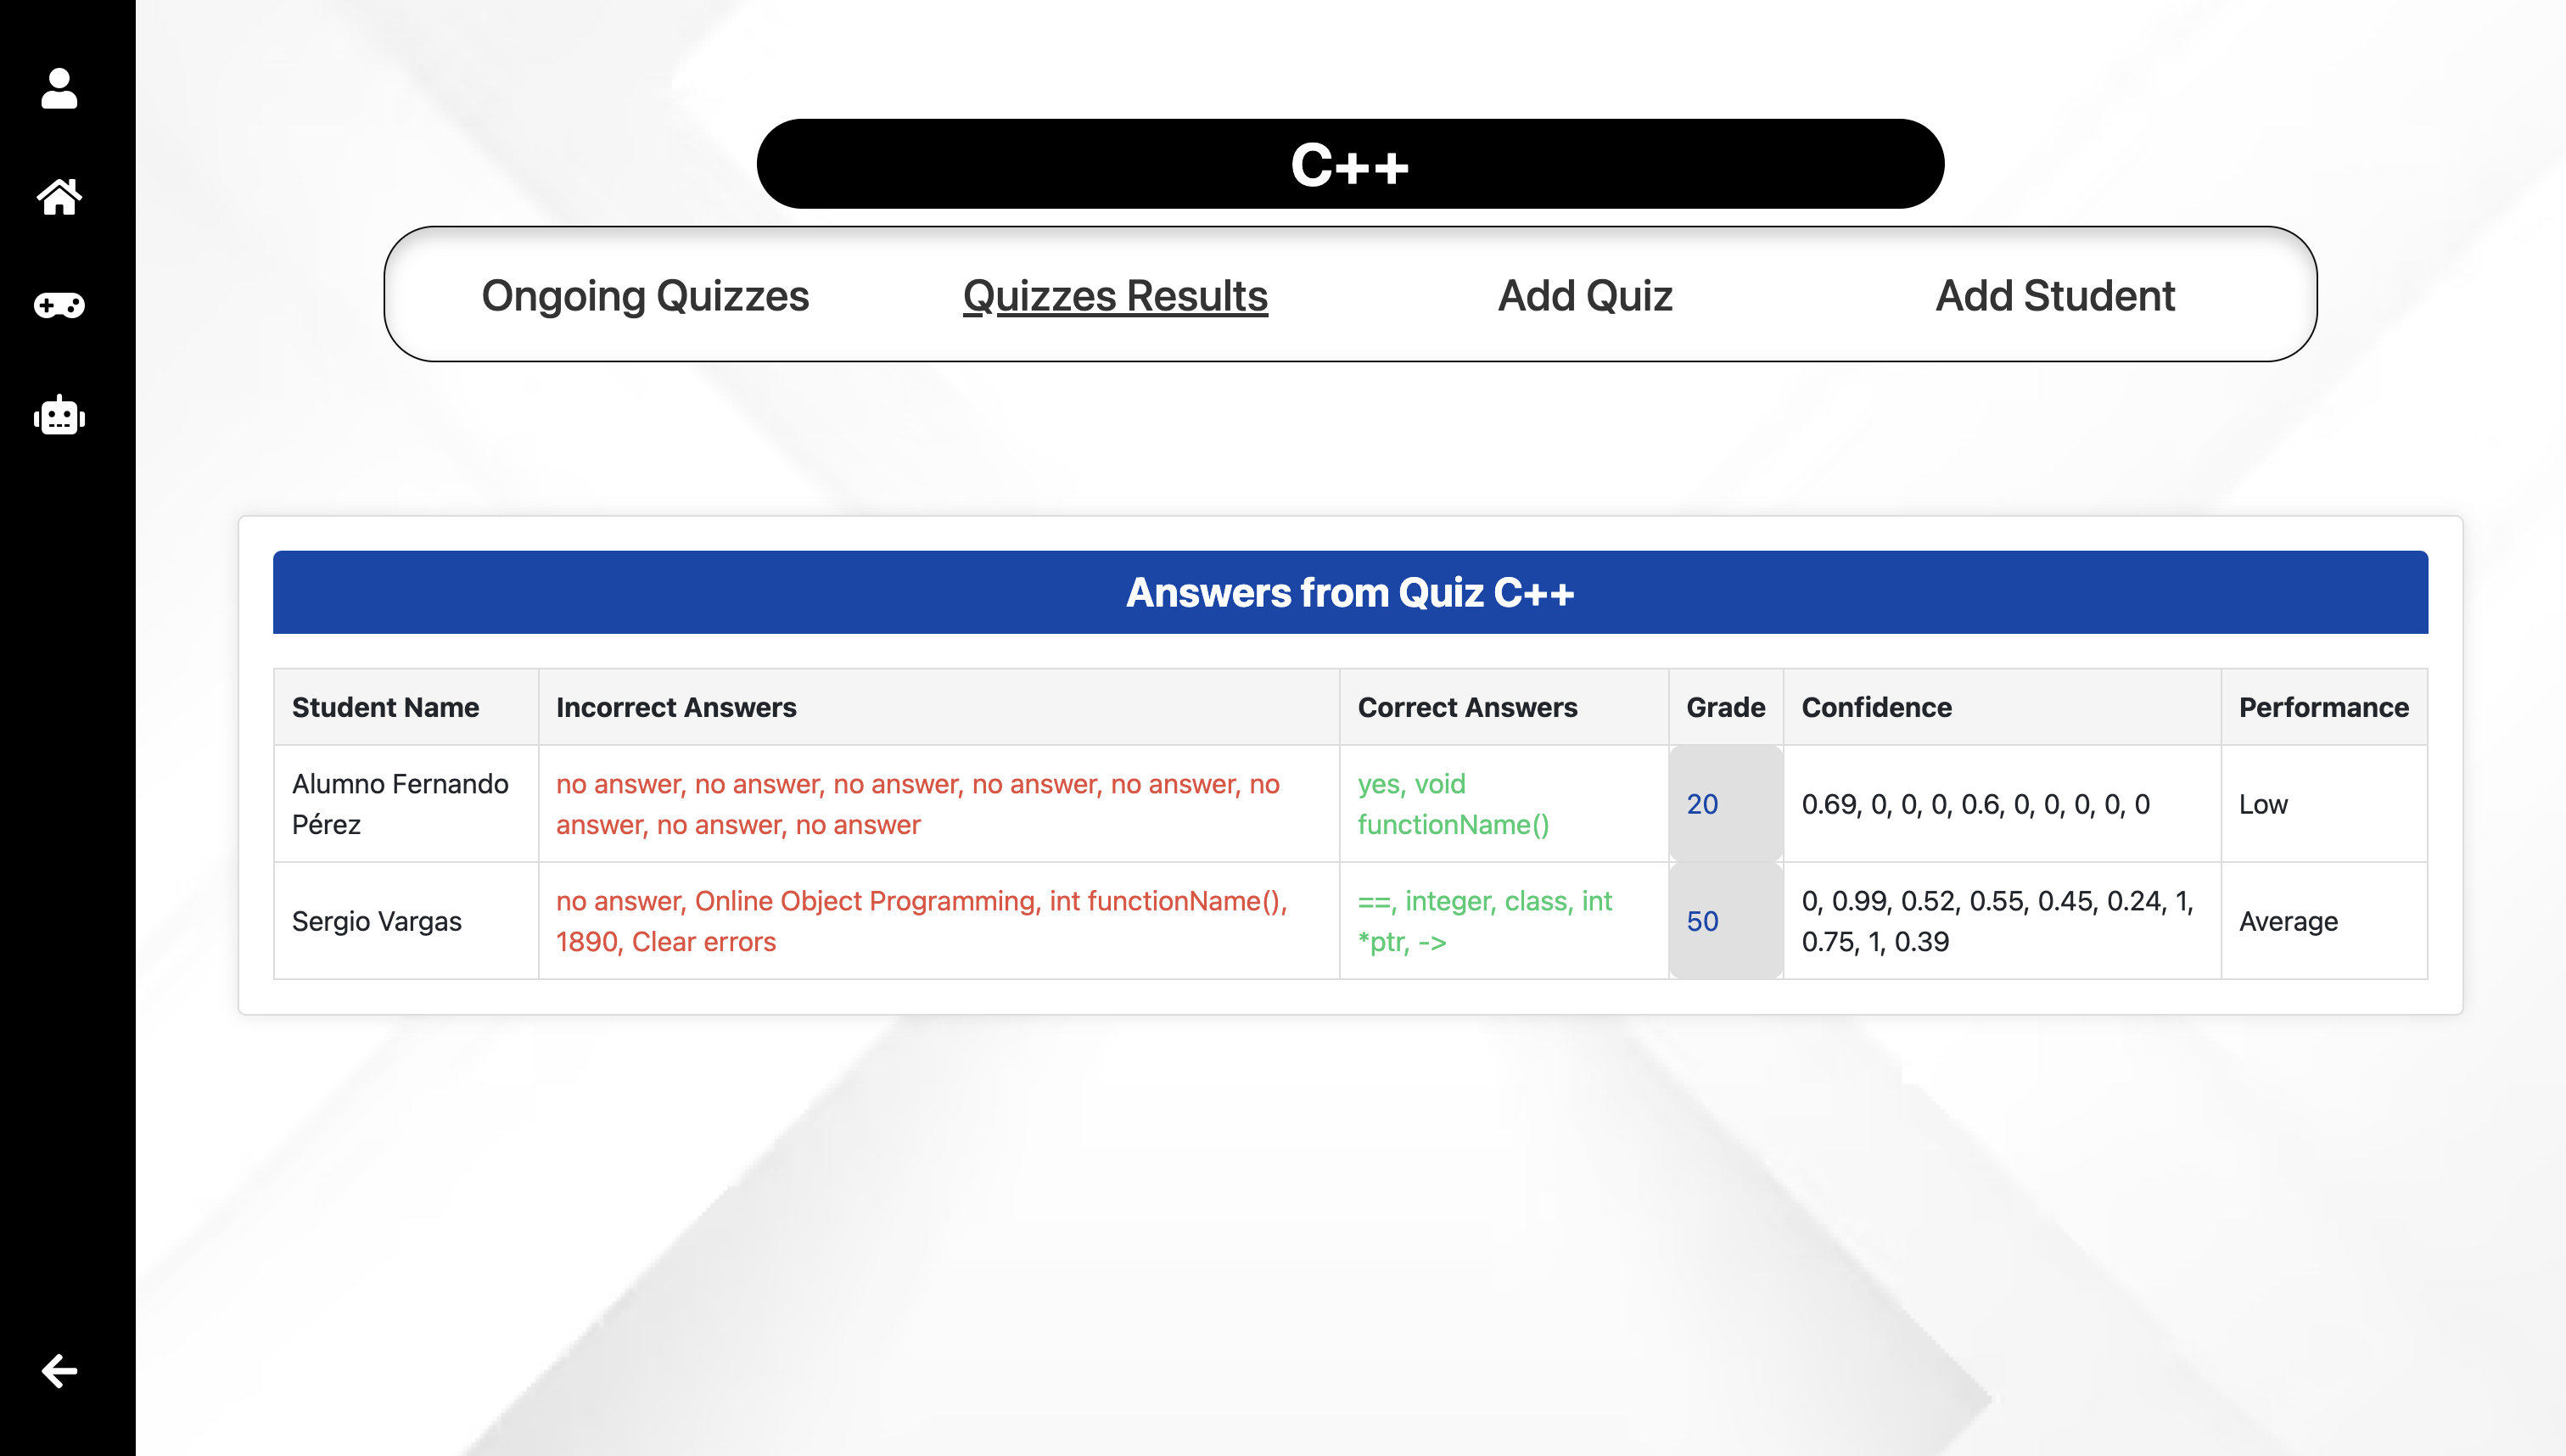 C++
Ongoing Quizzes Quizzes Results Add Quiz Add Student
Answers from Quiz C++
Student Name Incorrect Answers Correct Answers Grade Confidence Performance
Alumno Fernando
Pérez
no answer, no answer, no answer, no answer, no answer, no
answer, no answer, no answer
yes, void
functionName()
20
0.69, 0, 0, 0, 0.6, 0, 0, 0, 0, 0
Low
Sergio Vargas
no answer, Online Object Programming, int functionName(),
1890, Clear errors
==, integer, class, int
*ptr, ->
50
0, 0.99, 0.52, 0.55, 0.45, 0.24, 1,
0.75, 1, 0.39
Average